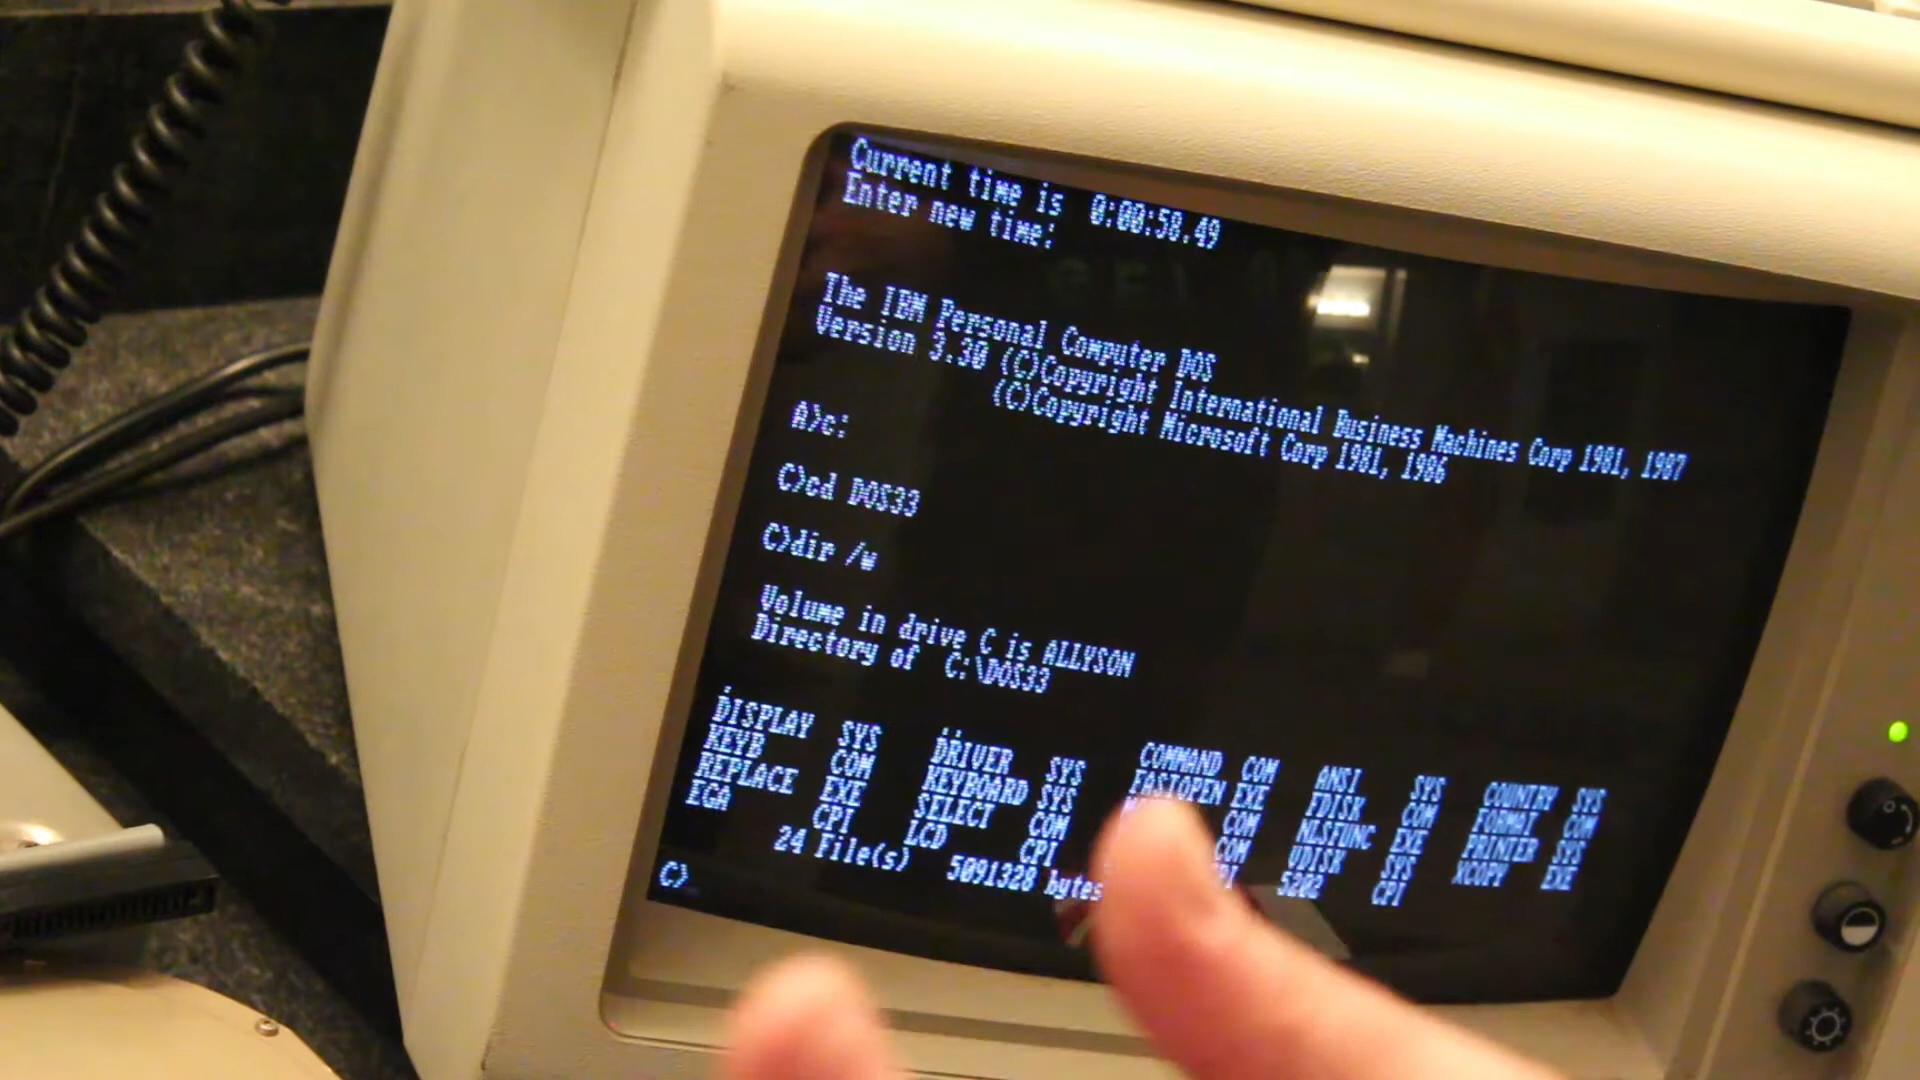 Current time is 0:00:58.49
Enter new time:
The IBM Personal Computer DOS
Version 3.30 (C)Copyright International Business Machines Corp 1981, 1987
(C)Copyright Microsoft Corp 1981, 1986
A>c:
C>cd DOS33
C>dir /w
Volume in drive C is ALLYSON
Directory of C:\DOS33
. .. COMMAND COM ANSI SYS COUNTRY SYS
DISPLAY SYS DRIVER SYS FASTOPEN EXE FDISK COM FORMAT COM
KEYB COM KEYBOARD SYS COM NLSFUNC EXE PRINTER SYS
REPLACE EXE SELECT COM COM VDISK SYS XCOPY EXE
EGA CPI LCD CPI 5202 CPI
24 File(s) 5091328 bytes
C>